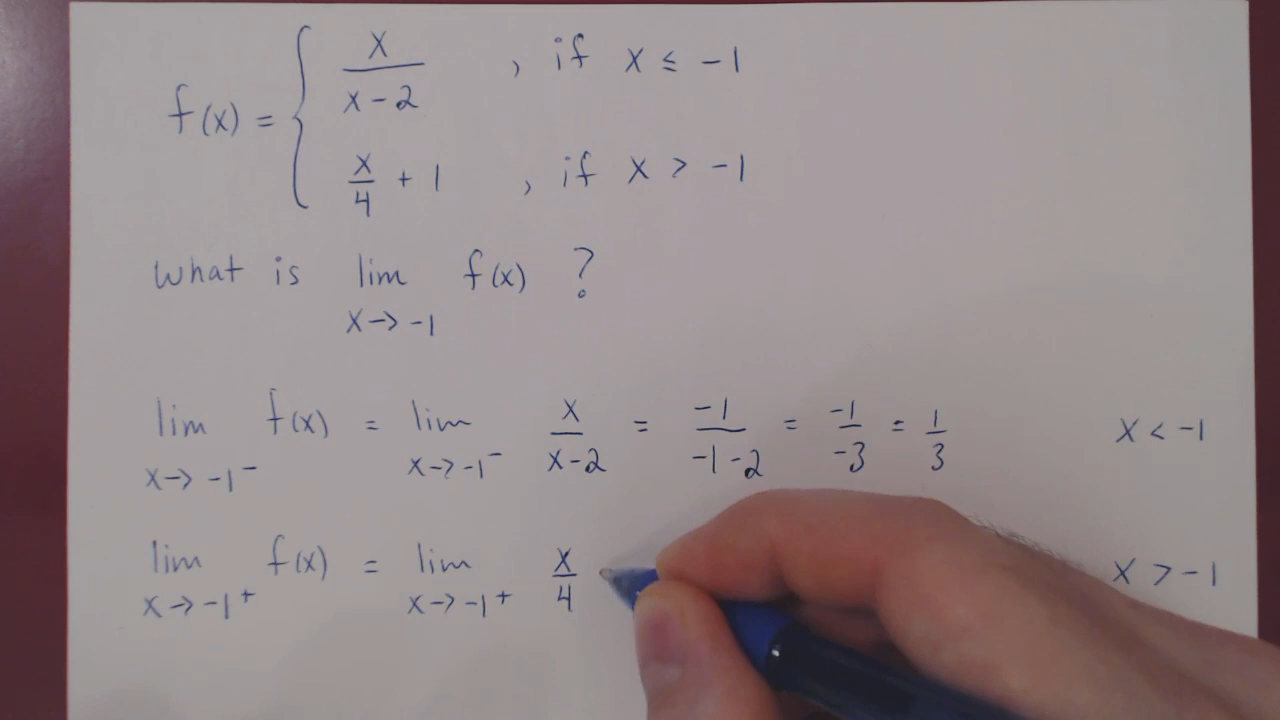 f(x) = { x/(x-2) , if x ≤ -1
x/4 + 1 , if x > -1
What is lim x→-1 f(x) ?
lim x→-1⁻ f(x) = lim x→-1⁻ x/(x-2) = -1/(-1-2) = -1/-3 = 1/3 x < -1
lim x→-1⁺ f(x) = lim x→-1⁺ x/4 x > -1